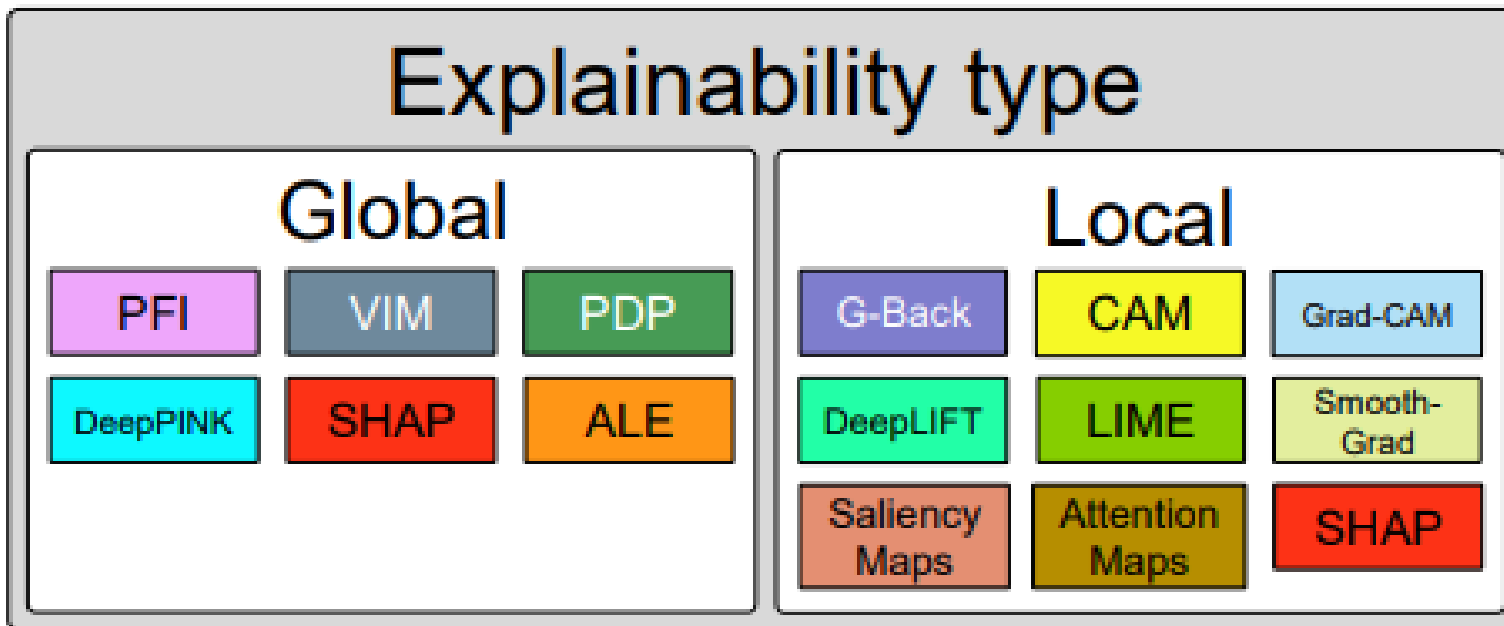 Explainability type
Global
PFI
VIM
PDP
DeepPINK
SHAP
ALE
Local
G-Back
CAM
Grad-CAM
DeepLIFT
LIME
Smooth-
Grad
Saliency
Maps
Attention
Maps
SHAP